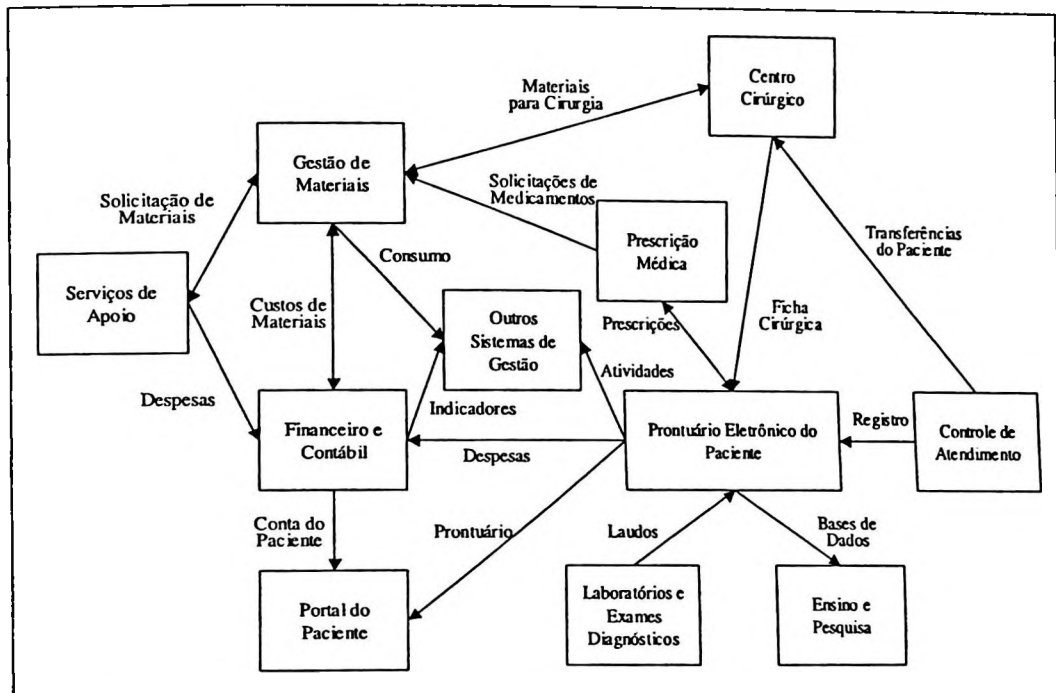 Centro
Cirúrgico
Materiais
para Cirurgia
Gestão de
Materiais
Solicitação de
Materiais
Solicitações de
Medicamentos
Prescrição
Médica
Transferências
do Paciente
Consumo
Serviços de
Apoio
Custos de
Materiais
Outros
Sistemas de
Gestão
Prescrições
Ficha
Cirúrgica
Atividades
Despesas
Indicadores
Financeiro e
Contábil
Despesas
Prontuário Eletrônico do
Paciente
Registro
Controle de
Atendimento
Conta do
Paciente
Prontuário
Laudos
Bases de
Dados
Portal do
Paciente
Laboratórios e
Exames
Diagnósticos
Ensino e
Pesquisa